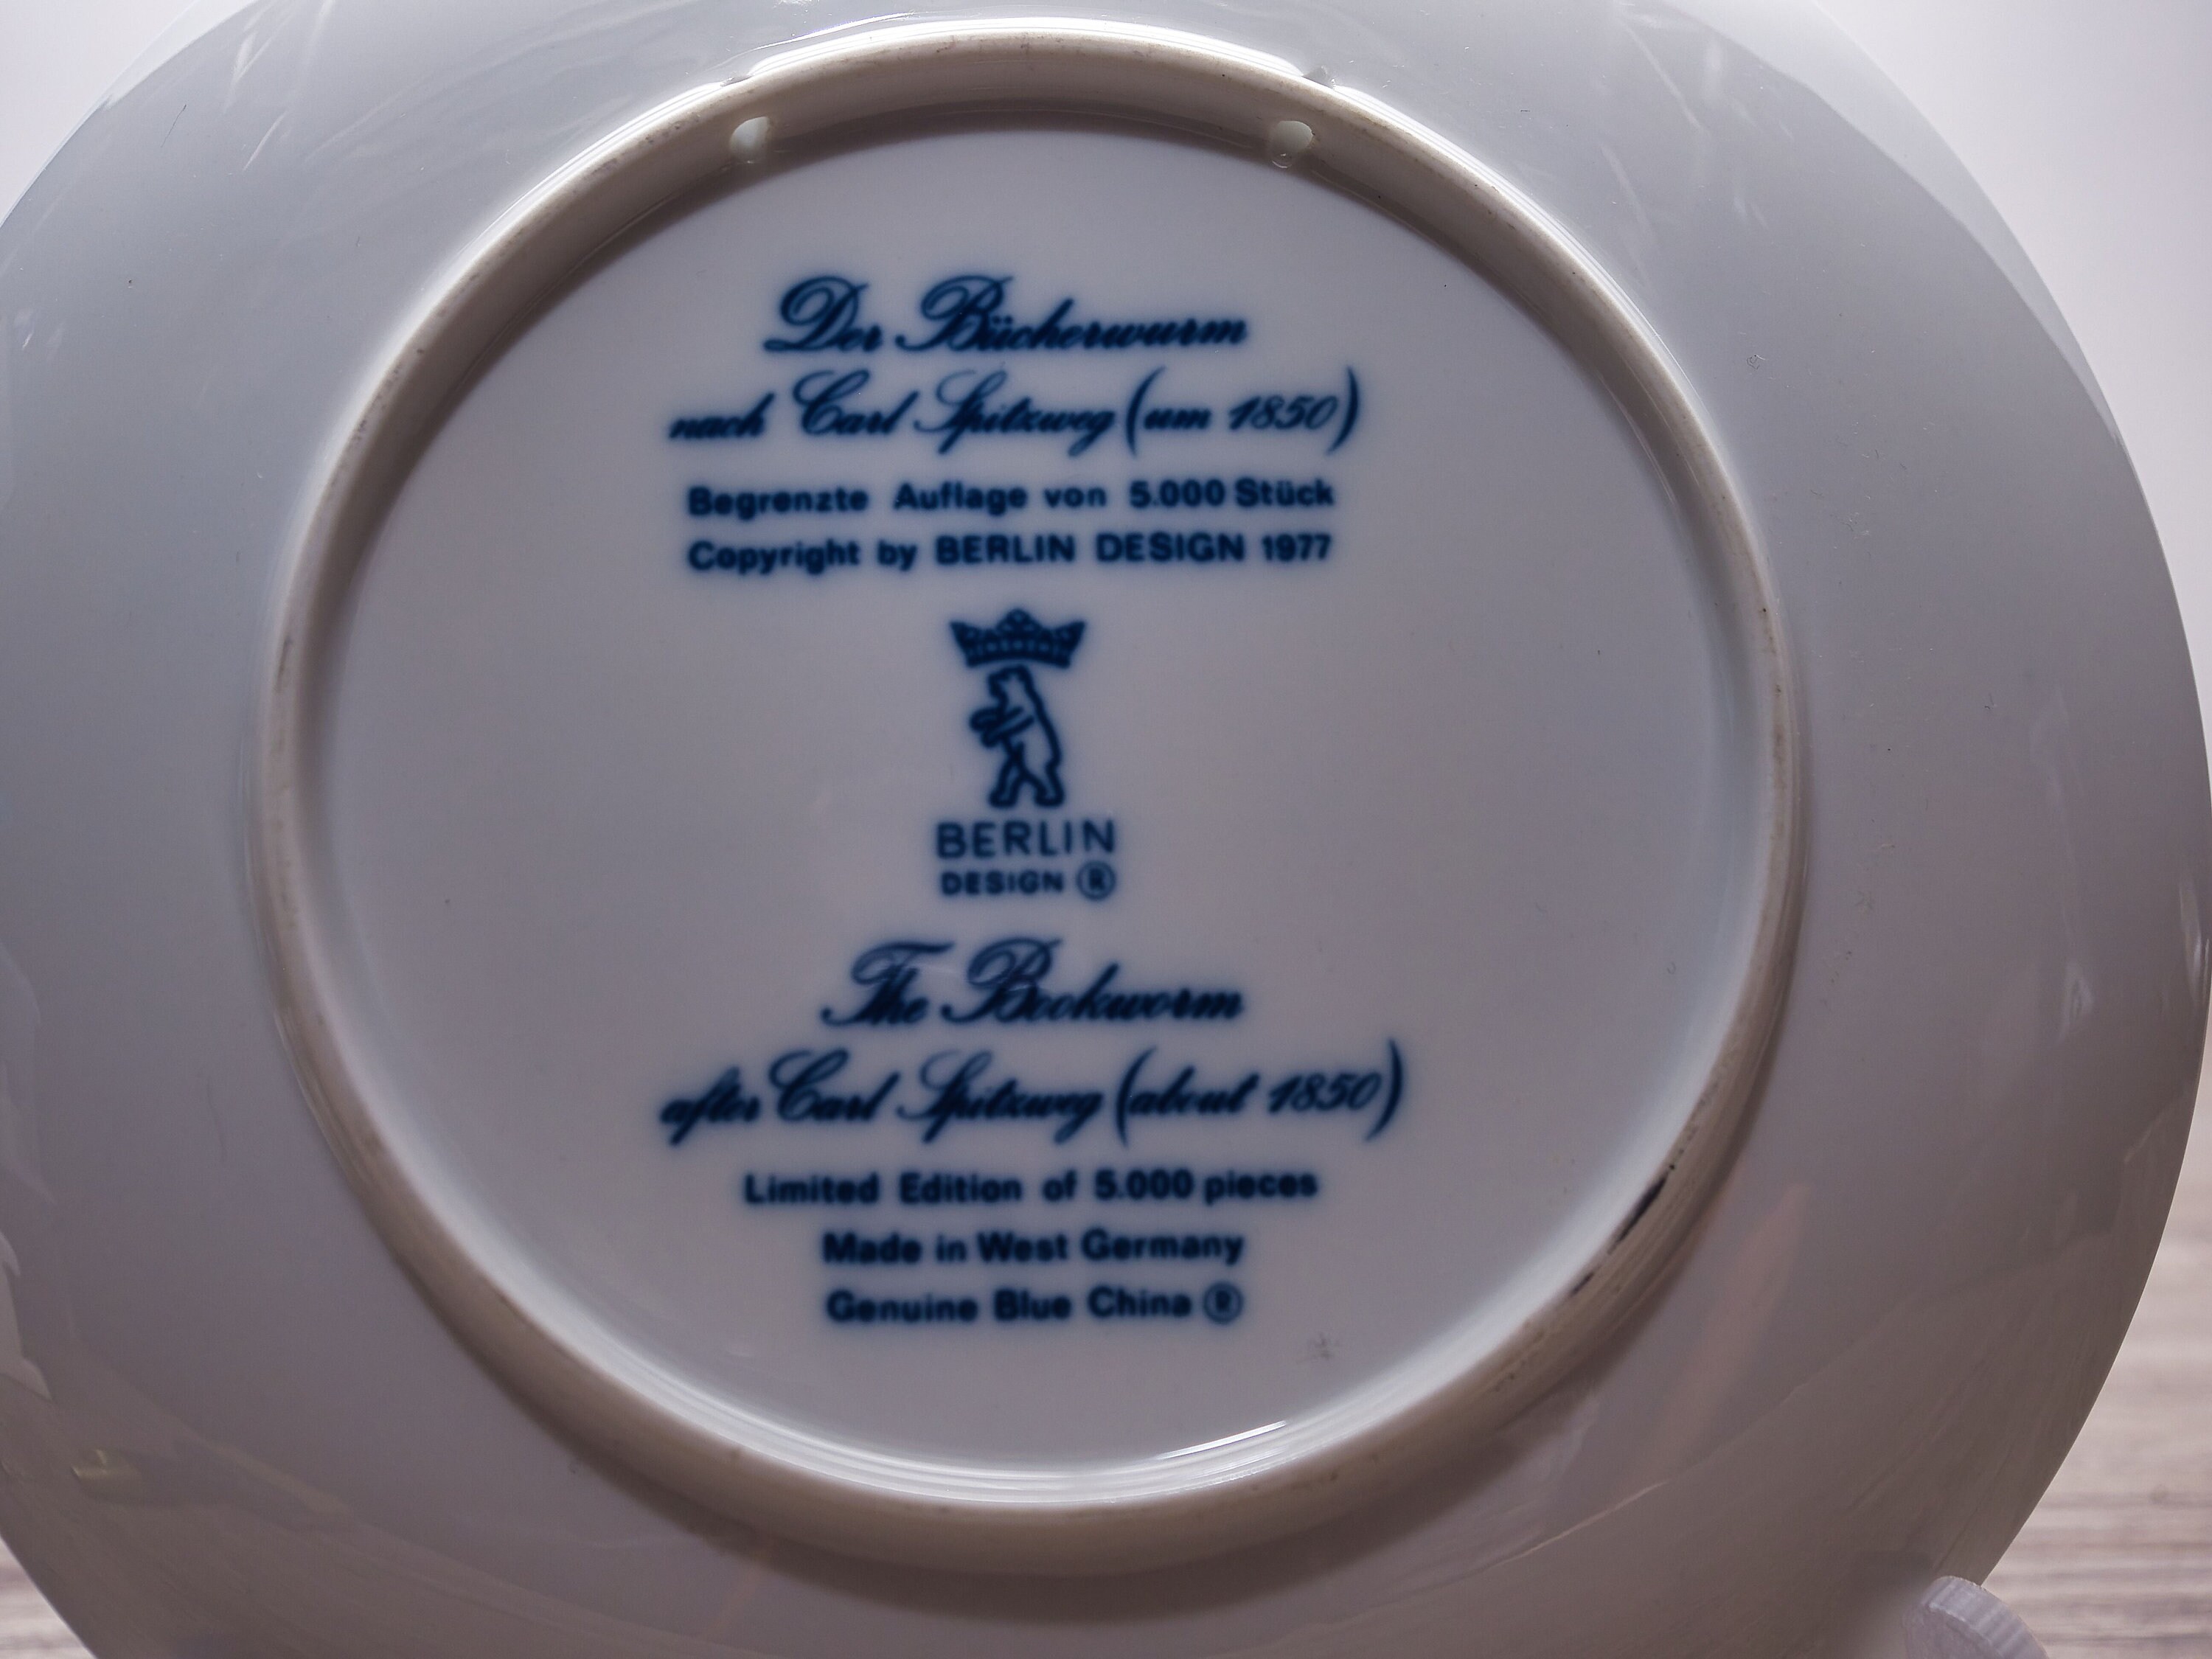 Der Bücherwurm
nach Carl Spitzweg (um 1850)
Begrenzte Auflage von 5.000 Stück
Copyright by BERLIN DESIGN 1977
BERLIN
DESIGN ®
The Bookworm
after Carl Spitzweg (about 1850)
Limited Edition of 5.000 pieces
Made in West Germany
Genuine Blue China ®